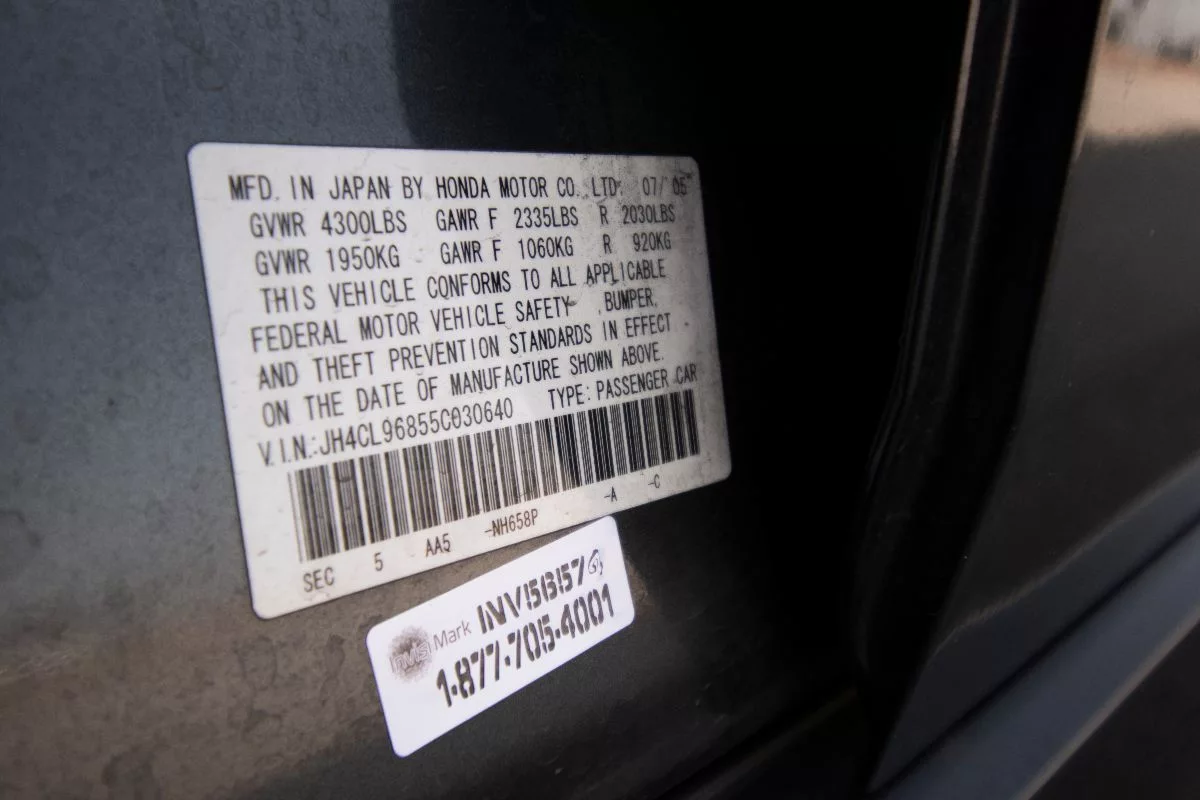 MFD. IN JAPAN BY HONDA MOTOR CO. LTD. 07/ 05
GVWR 4300LBS GAWR F 2335LBS R 2030LBS
GVWR 1950KG GAWR F 1060KG R 920KG
THIS VEHICLE CONFORMS TO ALL APPLICABLE
FEDERAL MOTOR VEHICLE SAFETY , BUMPER,
AND THEFT PREVENTION STANDARDS IN EFFECT
ON THE DATE OF MANUFACTURE SHOWN ABOVE.
V.I.N.:JH4CL96855C030640 TYPE: PASSENGER CAR
SEC 5 AA5 -NH658P -A -C
Mark
1-877-705-4001